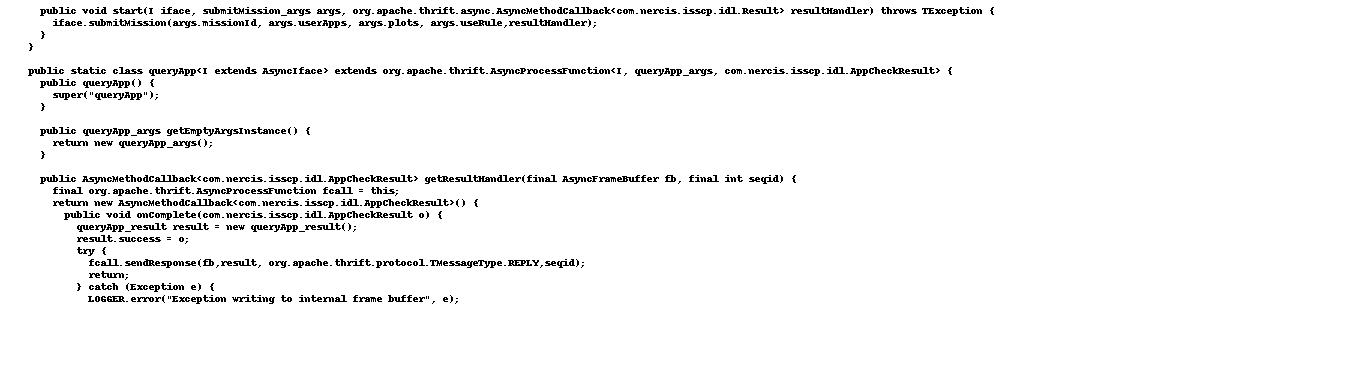 public void start(I iface, submitMission_args args, org.apache.thrift.async.AsyncMethodCallback<com.nercis.isscp.idl.Result> resultHandler) throws TException {
iface.submitMission(args.missionId, args.userApps, args.plots, args.useRule,resultHandler);
}
}
public static class queryApp<I extends AsyncIface> extends org.apache.thrift.AsyncProcessFunction<I, queryApp_args, com.nercis.isscp.idl.AppCheckResult> {
public queryApp() {
super("queryApp");
}
public queryApp_args getEmptyArgsInstance() {
return new queryApp_args();
}
public AsyncMethodCallback<com.nercis.isscp.idl.AppCheckResult> getResultHandler(final AsyncFrameBuffer fb, final int seqid) {
final org.apache.thrift.AsyncProcessFunction fcall = this;
return new AsyncMethodCallback<com.nercis.isscp.idl.AppCheckResult>() {
public void onComplete(com.nercis.isscp.idl.AppCheckResult o) {
queryApp_result result = new queryApp_result();
result.success = o;
try {
fcall.sendResponse(fb,result, org.apache.thrift.protocol.TMessageType.REPLY,seqid);
return;
} catch (Exception e) {
LOGGER.error("Exception writing to internal frame buffer", e);